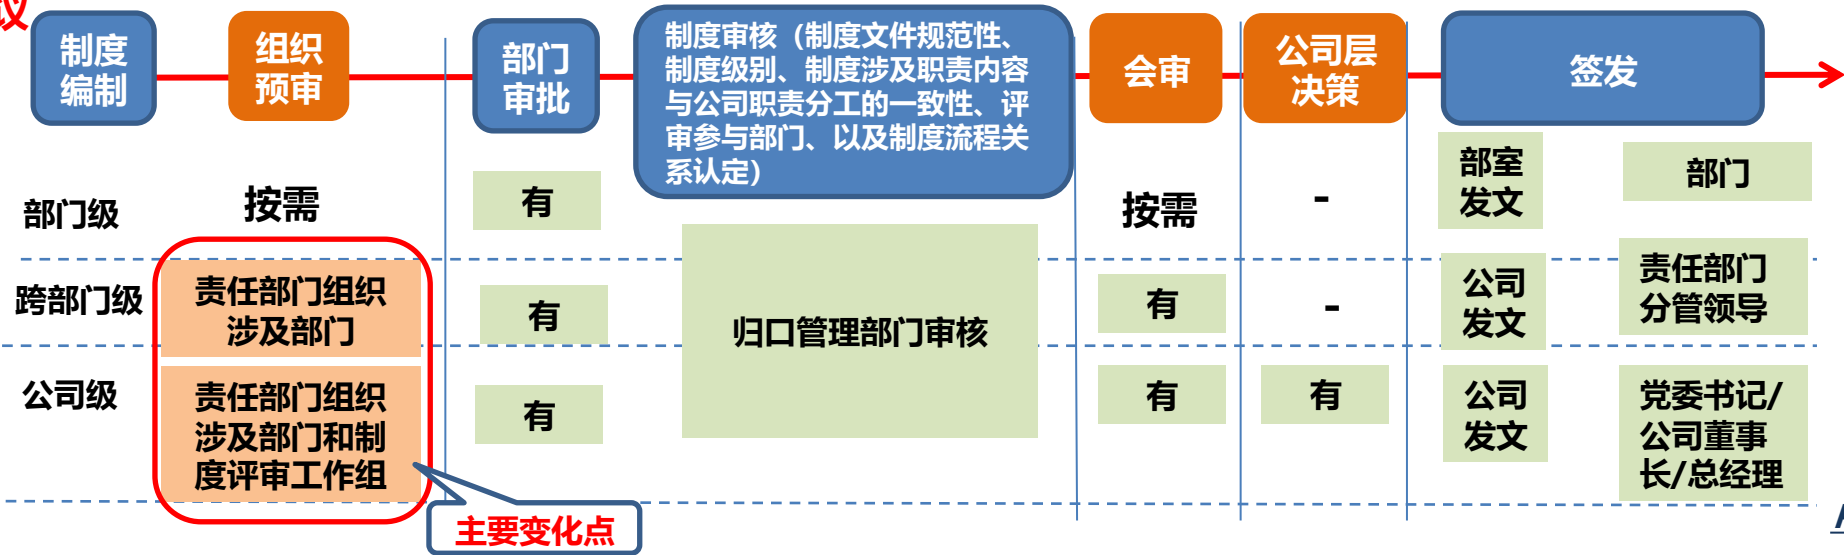 议
制度
编制
组织
预审
部门
审批
制度审核（制度文件规范性、
制度级别、制度涉及职责内容
与公司职责分工的一致性、评
审参与部门、以及制度流程关
系认定）
会审
公司层
决策
签发
部门级
按需
有
按需
-
部室
发文
部门
跨部门级
责任部门组织
涉及部门
有
归口管理部门审核
有
-
公司
发文
责任部门
分管领导
公司级
责任部门组织
涉及部门和制
度评审工作组
有
有
有
公司
发文
党委书记/
公司董事
长/总经理
主要变化点